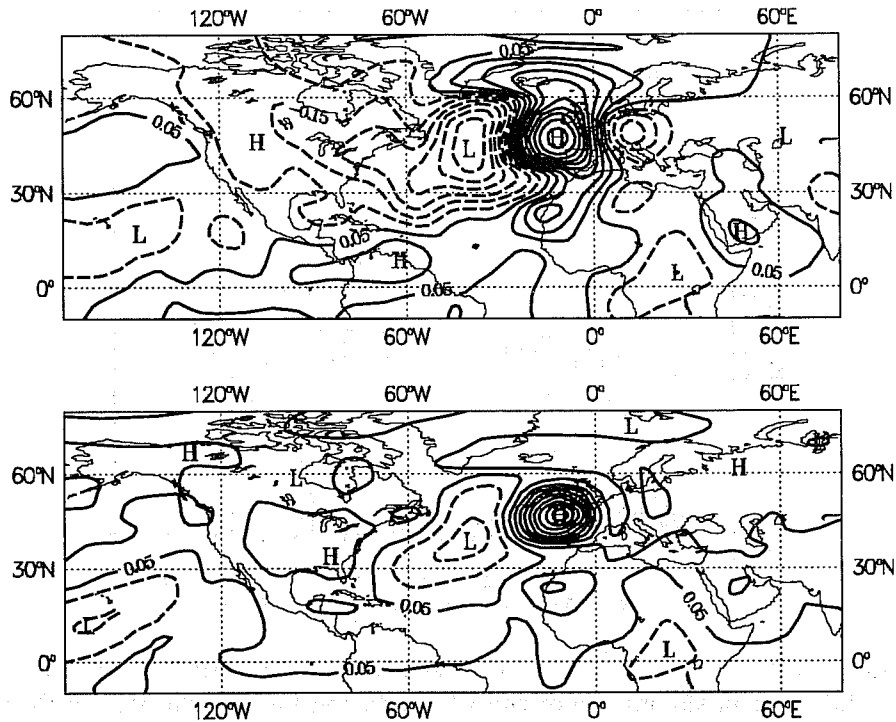 120°W 60°W 0° 60°E
0.05
60°N 60°N
0.05 0.15
H L H L
30°N 30°N
L 0.05 H H
0° L 0.05 0°
0.05
120°W 60°W 0° 60°E
120°W 60°W 0° 60°E
H L
60°N L H 60°N
L
H
30°N 0.05 30°N
0.05 0.05
L
0° 0.05 L 0°
120°W 60°W 0° 60°E